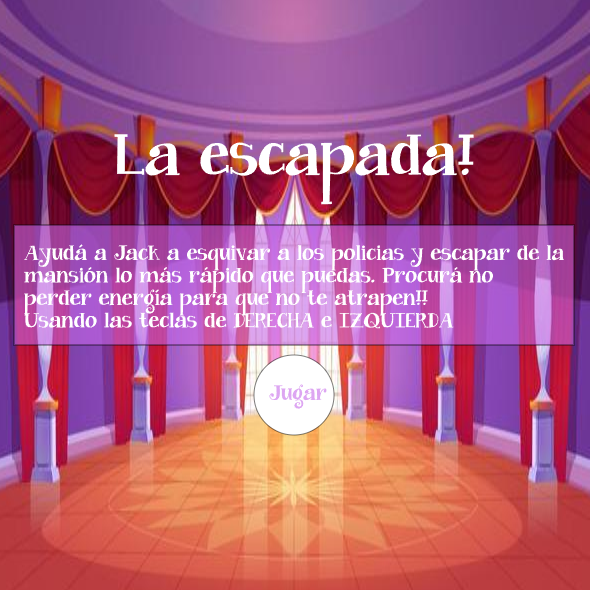 La escapada!
Ayudá a Jack a esquivar a los policias y escapar de la
mansión lo más rápido que puedas. Procurá no
perder energía para que no te atrapen!!
Usando las teclas de DERECHA e IZQUIERDA
Jugar